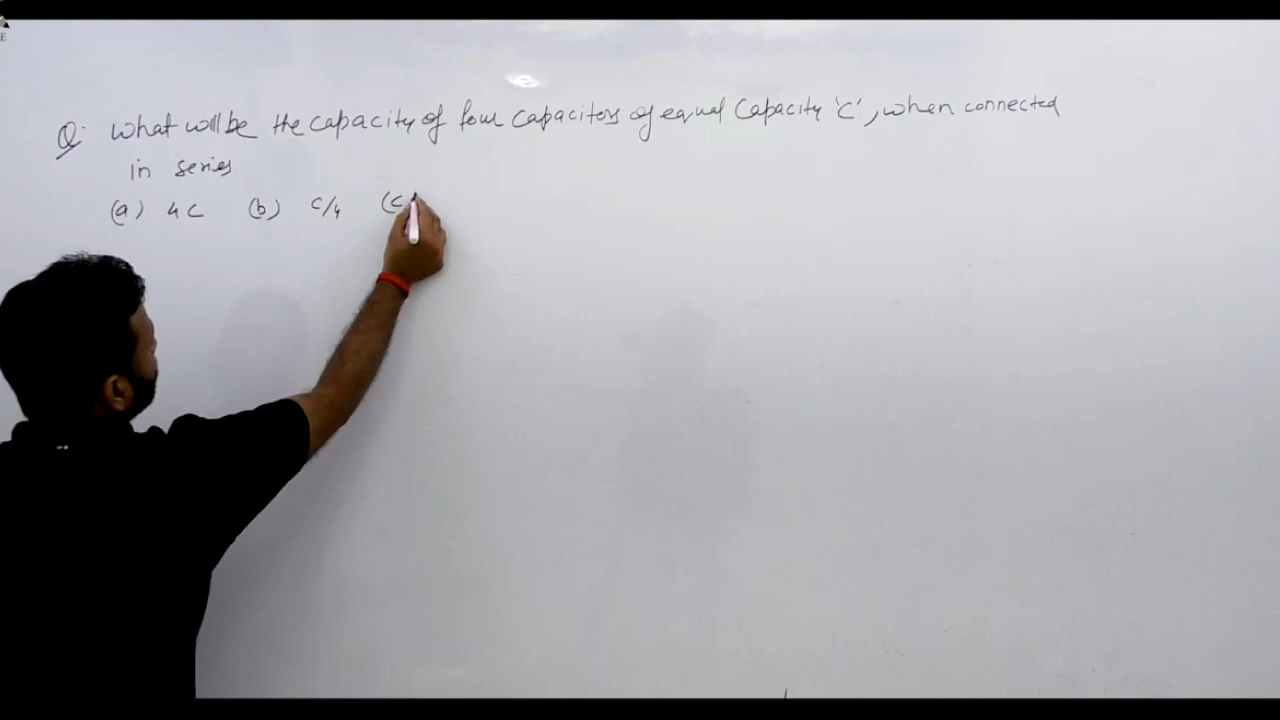 E
Q: What will be the capacity of four capacitors of equal capacity 'C', when connected
in series
(a) 4C (b) C/4 (c